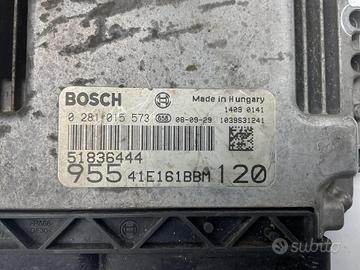 BOSCH
Made in Hungary
1409 0141
0 281 015 573 08-09-29 1039S31241
51836444
955 41E161BBM 120
subito